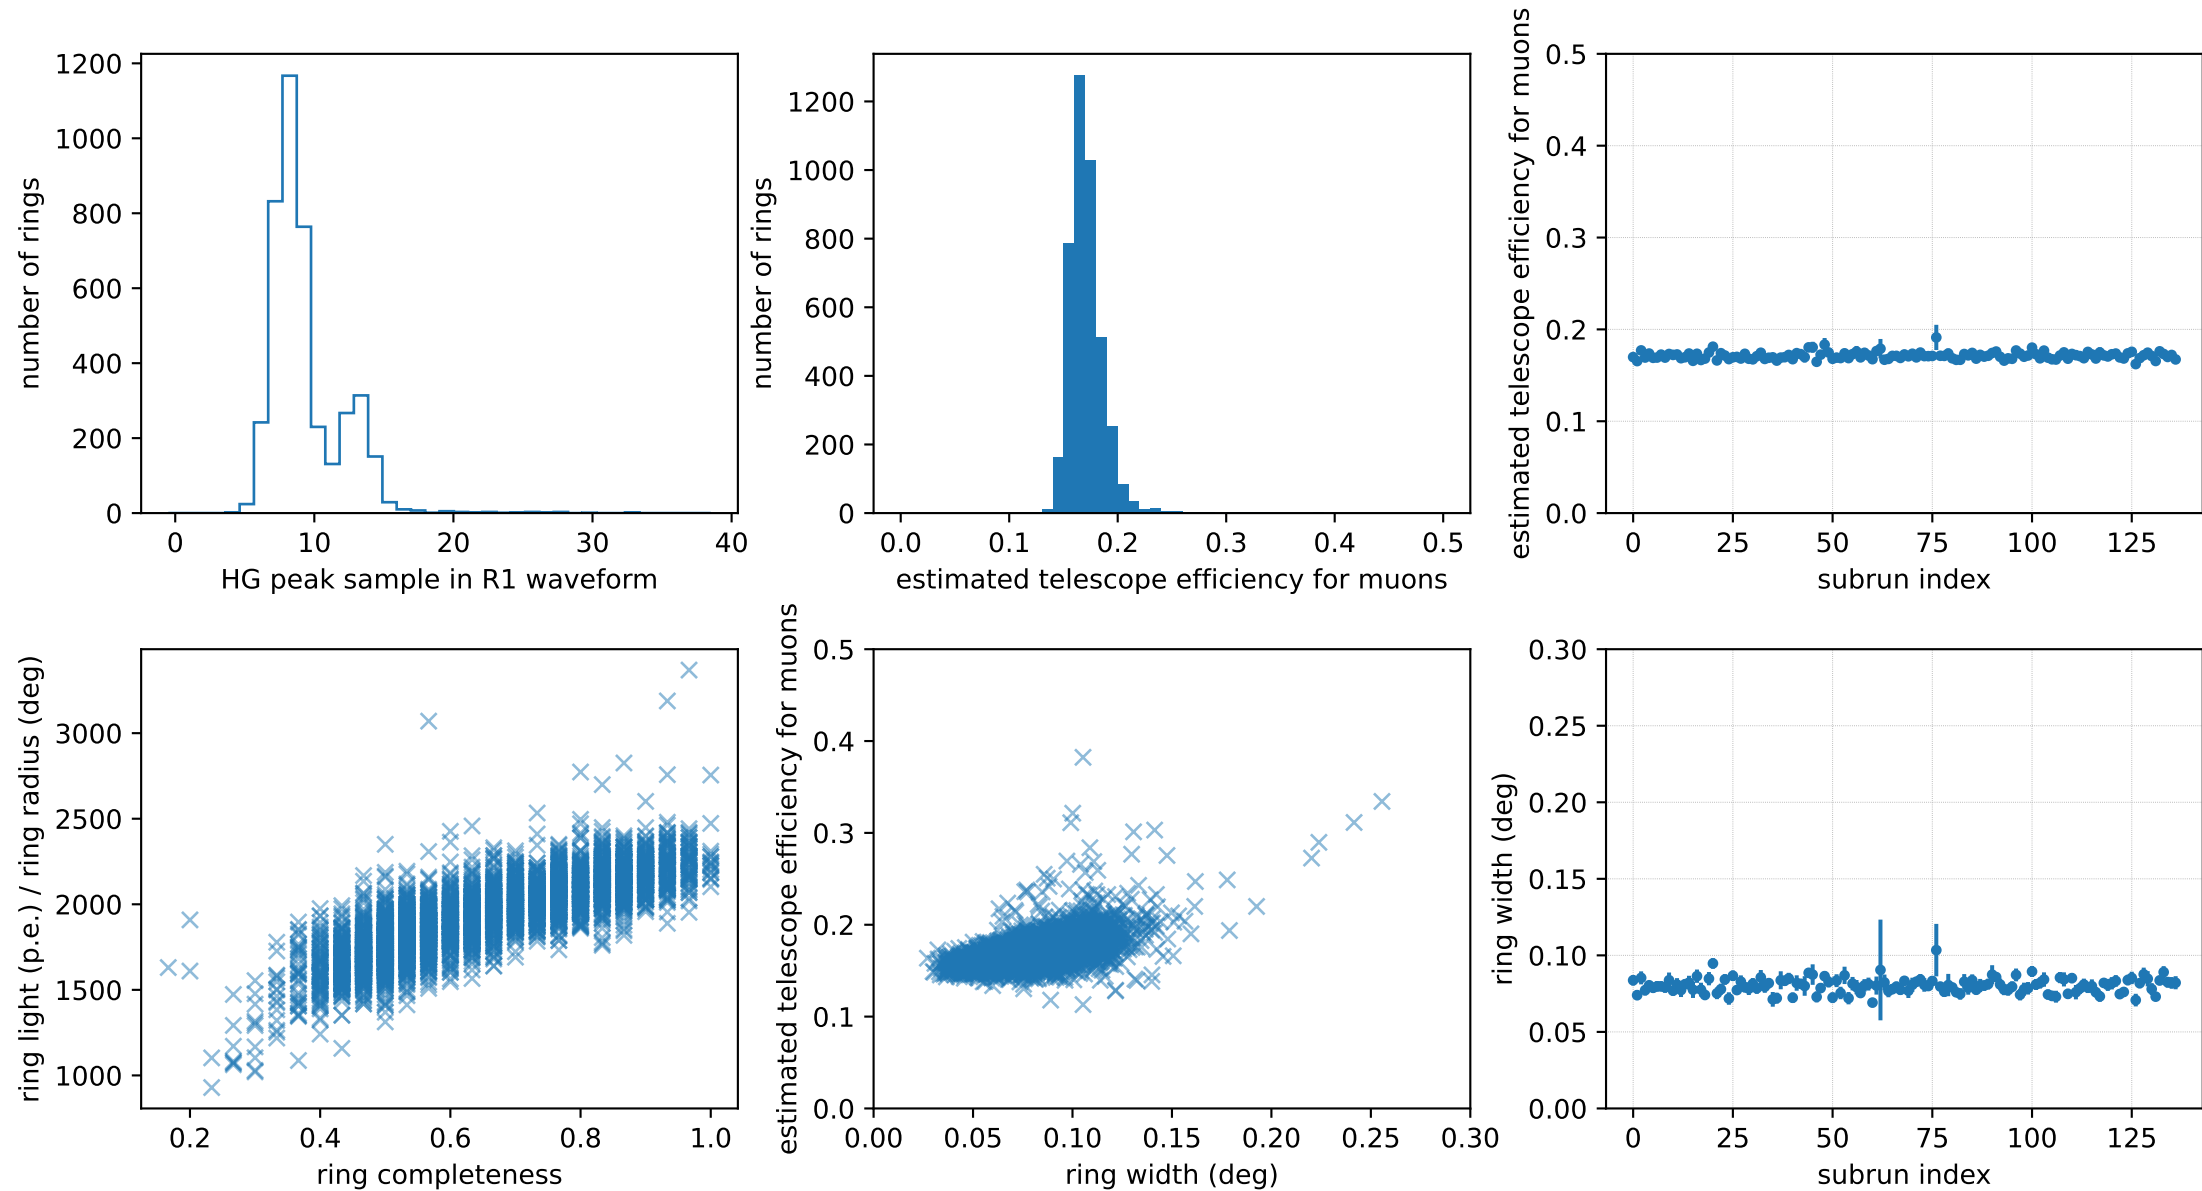 number of rings
1200
1000
800
600
400
200
0
0 10 20 30 40
HG peak sample in R1 waveform
number of rings
1200
1000
800
600
400
200
0
0.0 0.1 0.2 0.3 0.4 0.5
estimated telescope efficiency for muons
estimated telescope efficiency for muons
0.5
0.4
0.3
0.2
0.1
0.0
0 25 50 75 100 125
subrun index
ring light (p.e.) / ring radius (deg)
3000
2500
2000
1500
1000
0.2 0.4 0.6 0.8 1.0
ring completeness
estimated telescope efficiency for muons
0.5
0.4
0.3
0.2
0.1
0.0
0.00 0.05 0.10 0.15 0.20 0.25 0.30
ring width (deg)
ring width (deg)
0.30
0.25
0.20
0.15
0.10
0.05
0.00
0 25 50 75 100 125
subrun index